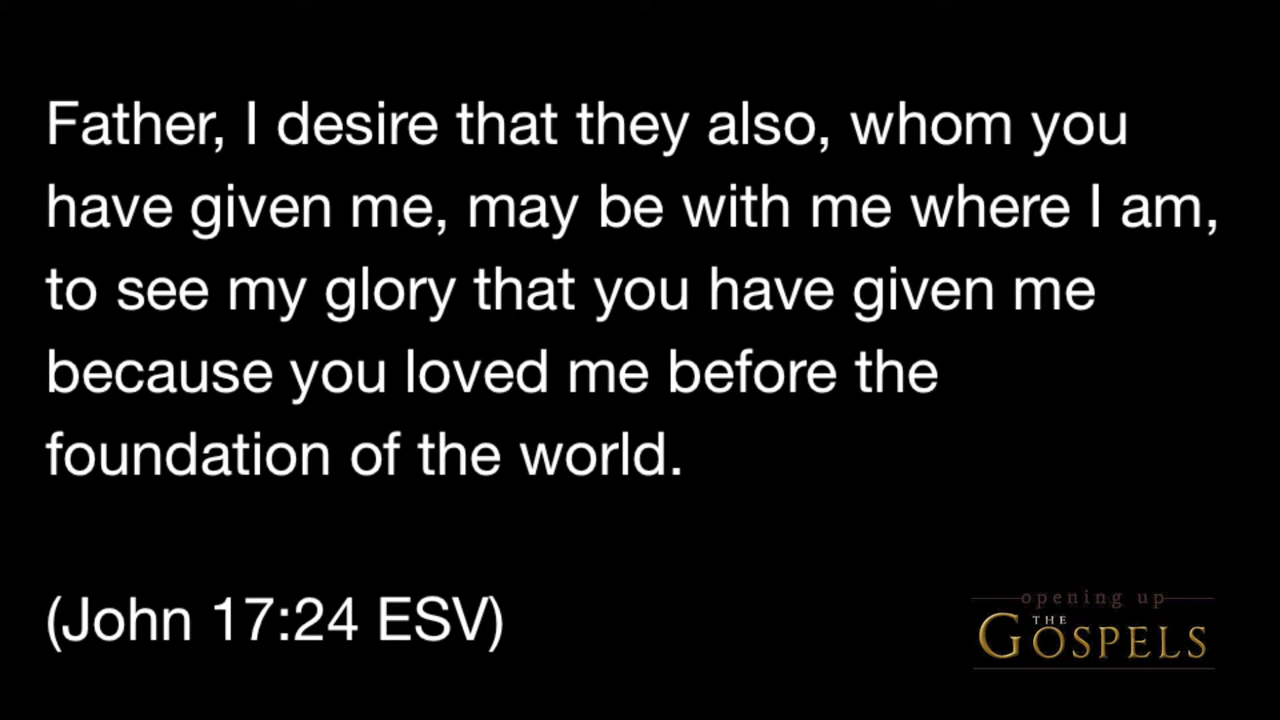 Father, I desire that they also, whom you
have given me, may be with me where I am,
to see my glory that you have given me
because you loved me before the
foundation of the world.
(John 17:24 ESV)
opening up
THE
GOSPELS